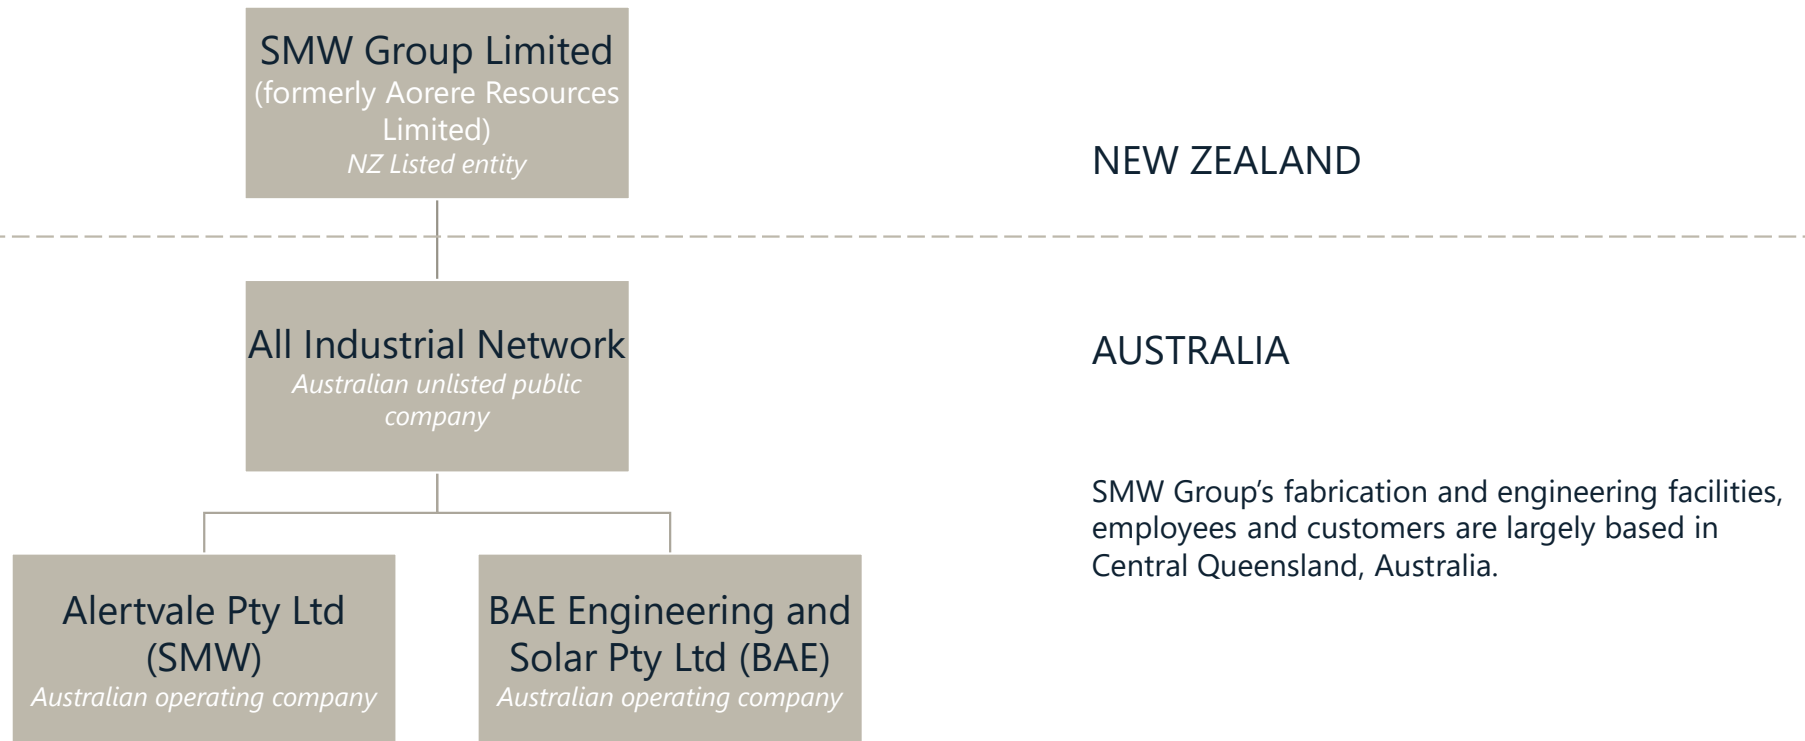 SMW Group Limited
(formerly Aorere Resources
Limited)
NZ Listed entity
NEW ZEALAND
All Industrial Network
Australian unlisted public
company
AUSTRALIA
SMW Group’s fabrication and engineering facilities,
employees and customers are largely based in
Central Queensland, Australia.
Alertvale Pty Ltd
(SMW)
Australian operating company
BAE Engineering and
Solar Pty Ltd (BAE)
Australian operating company